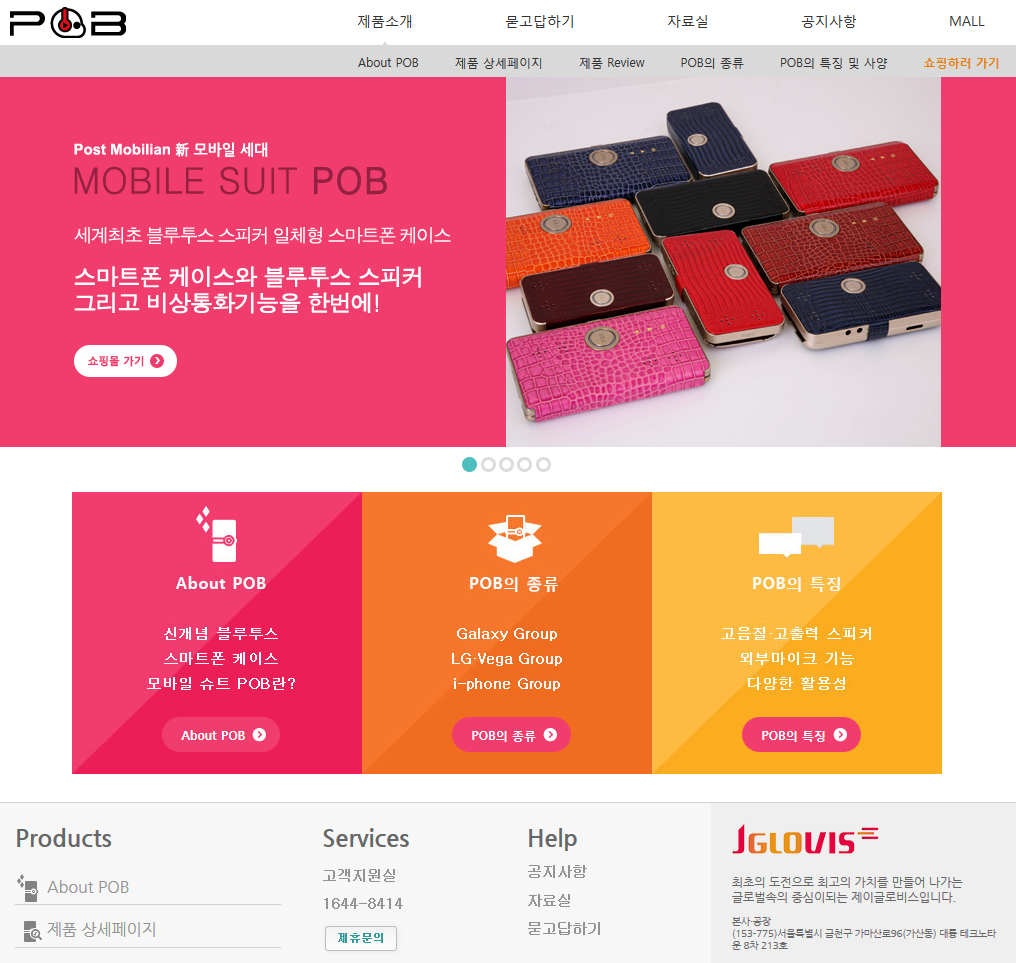 POB
제품소개 묻고답하기 자료실 공지사항 MALL
About POB 제품 상세페이지 제품 Review POB의 종류 POB의 특징 및 사양 쇼핑하러 가기
Post Mobilian 新 모바일 세대
MOBILE SUIT POB
세계최초 블루투스 스피커 일체형 스마트폰 케이스
스마트폰 케이스와 블루투스 스피커
그리고 비상통화기능을 한번에!
쇼핑몰 가기
About POB
신개념 블루투스
스마트폰 케이스
모바일 슈트 POB란?
About POB
POB의 종류
Galaxy Group
LG·Vega Group
i-phone Group
POB의 종류
POB의 특징
고음질·고출력 스피커
외부마이크 기능
다양한 활용성
POB의 특징
Products
About POB
제품 상세페이지
Services
고객지원실
1644-8414
제휴문의
Help
공지사항
자료실
묻고답하기
JGLOVIS
최초의 도전으로 최고의 가치를 만들어 나가는
글로벌속의 중심이되는 제이글로비스입니다.
본사·공장
(153-775)서울특별시 금천구 가마산로96(가산동) 대륭 테크노타
운 8차 213호